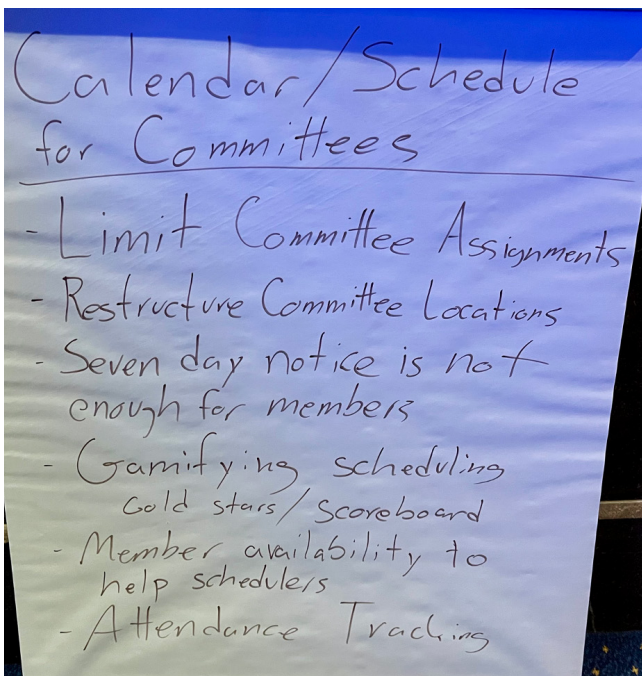 Calendar/Schedule
for Committees
- Limit Committee Assignments
- Restructure Committee Locations
- Seven day notice is not
enough for members
- Gamifying scheduling
Gold stars/scoreboard
- Member availability to
help schedulers
- Attendance Tracking